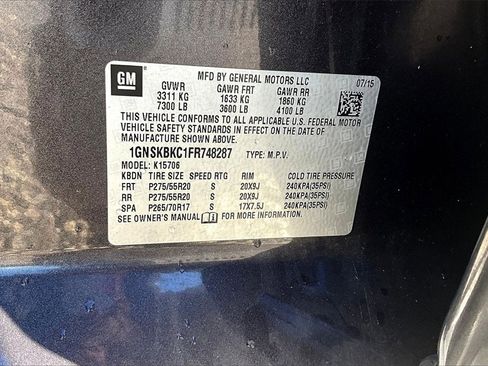 GM
MFD BY GENERAL MOTORS LLC 07/15
GVWR GAWR FRT GAWR RR
3311 KG 1633 KG 1860 KG
7300 LB 3600 LB 4100 LB
THIS VEHICLE CONFORMS TO ALL APPLICABLE U.S. FEDERAL MOTOR
VEHICLE SAFETY STANDARDS IN EFFECT ON THE DATE OF
MANUFACTURE SHOWN ABOVE.
1GNSKBKC1FR748287 TYPE: M.P.V.
MODEL: K15706
KBDN TIRE SIZE SPEED RTG RIM COLD TIRE PRESSURE
FRT P275/55R20 S 20X9J 240KPA(35PSI)
RR P275/55R20 S 20X9J 240KPA(35PSI)
SPA P265/70R17 S 17X7.5J 240KPA(35PSI)
SEE OWNER'S MANUAL FOR MORE INFORMATION.